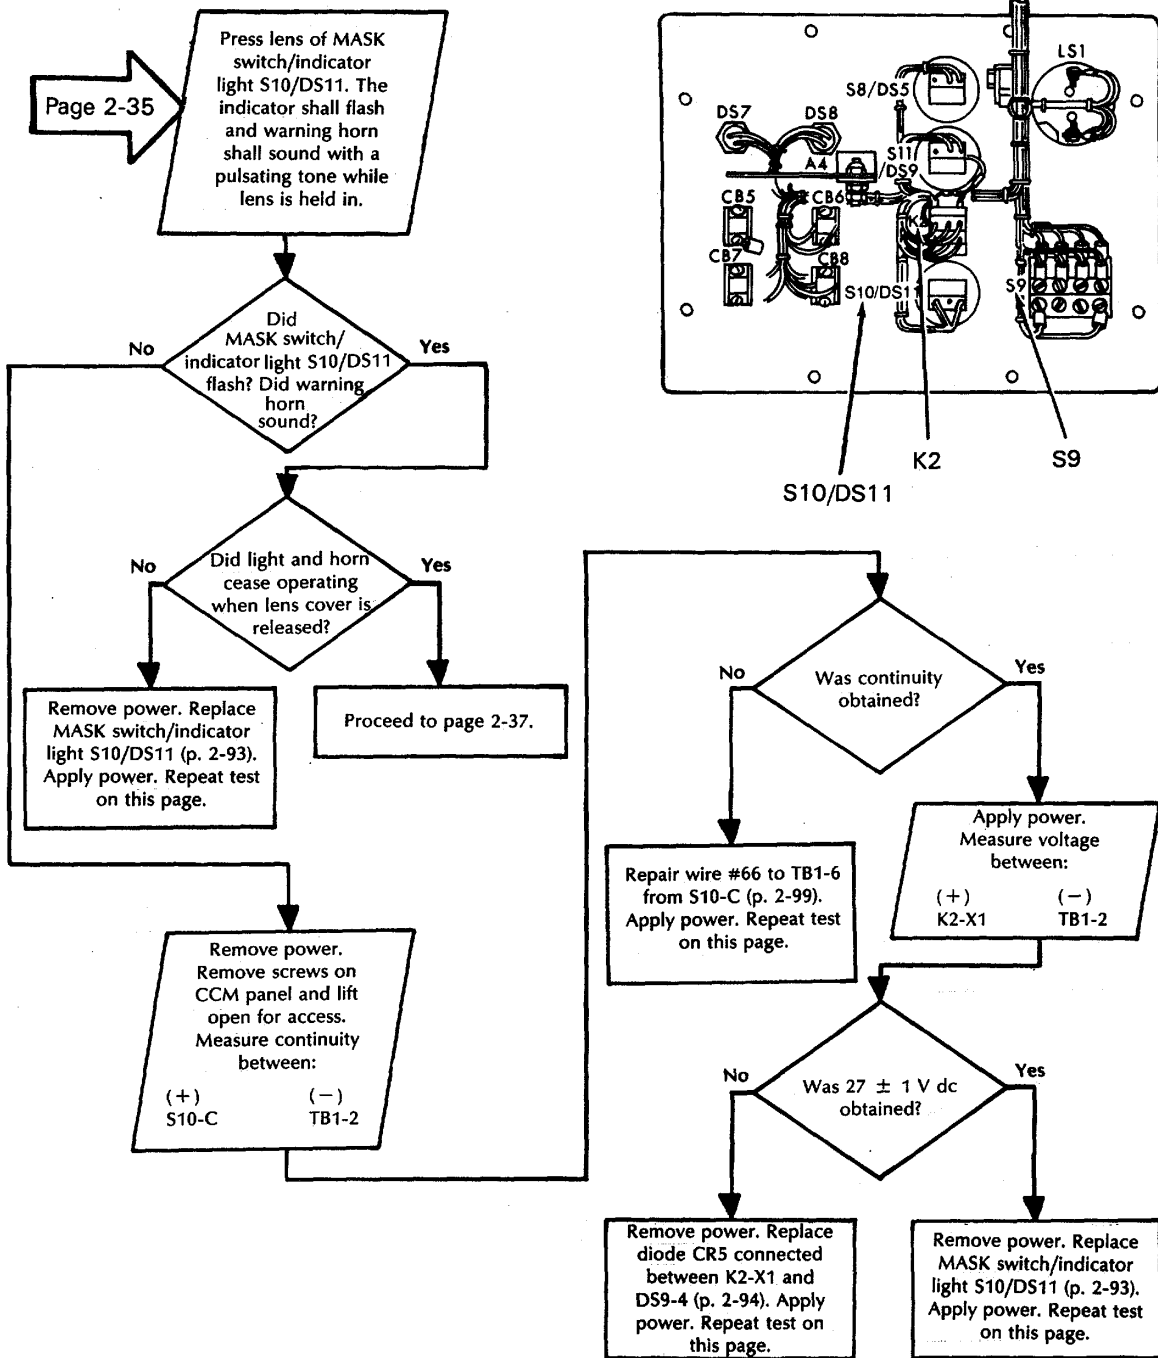 Page 2-35
Press lens of MASK
switch/indicator
light S10/DS11. The
indicator shall flash
and warning horn
shall sound with a
pulsating tone while
lens is held in.
No
Yes
Did
MASK switch/
indicator light S10/DS11
flash? Did warning
horn
sound?
No
Yes
Did light and horn
cease operating
when lens cover is
released?
Remove power. Replace
MASK switch/indicator
light S10/DS11 (p. 2-93).
Apply power. Repeat test
on this page.
Proceed to page 2-37.
Remove power.
Remove screws on
CCM panel and lift
open for access.
Measure continuity
between:
(+) (−)
S10-C TB1-2
LS1
S8/DS5
DS7
DS8
S11
/DS9
A4
CB5
CB6
K2
CB7
CB8
S10/DS1
S9
K2
S9
S10/DS11
No
Yes
Was continuity
obtained?
Repair wire #66 to TB1-6
from S10-C (p. 2-99).
Apply power. Repeat test
on this page.
Apply power.
Measure voltage
between:
(+) (−)
K2-X1 TB1-2
No
Yes
Was 27 ± 1 V dc
obtained?
Remove power. Replace
diode CR5 connected
between K2-X1 and
DS9-4 (p. 2-94). Apply
power. Repeat test on
this page.
Remove power. Replace
MASK switch/indicator
light S10/DS11 (p. 2-93).
Apply power. Repeat test
on this page.